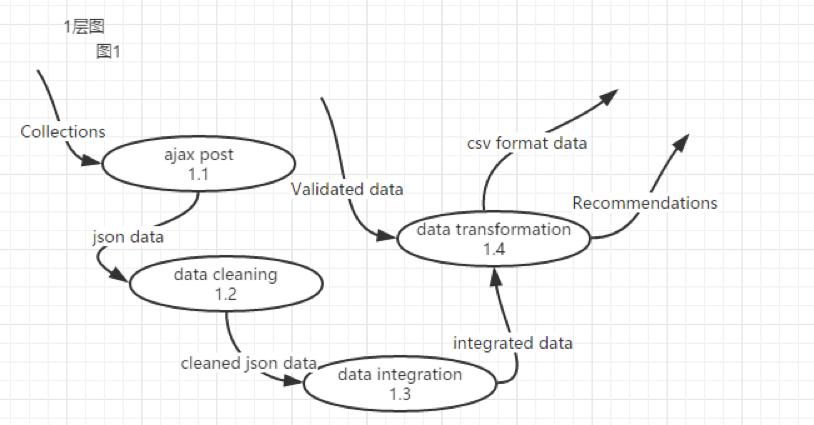 1层图
图1
Collections
ajax post
1.1
json data
data cleaning
1.2
cleaned json data
data integration
1.3
integrated data
Validated data
data transformation
1.4
csv format data
Recommendations